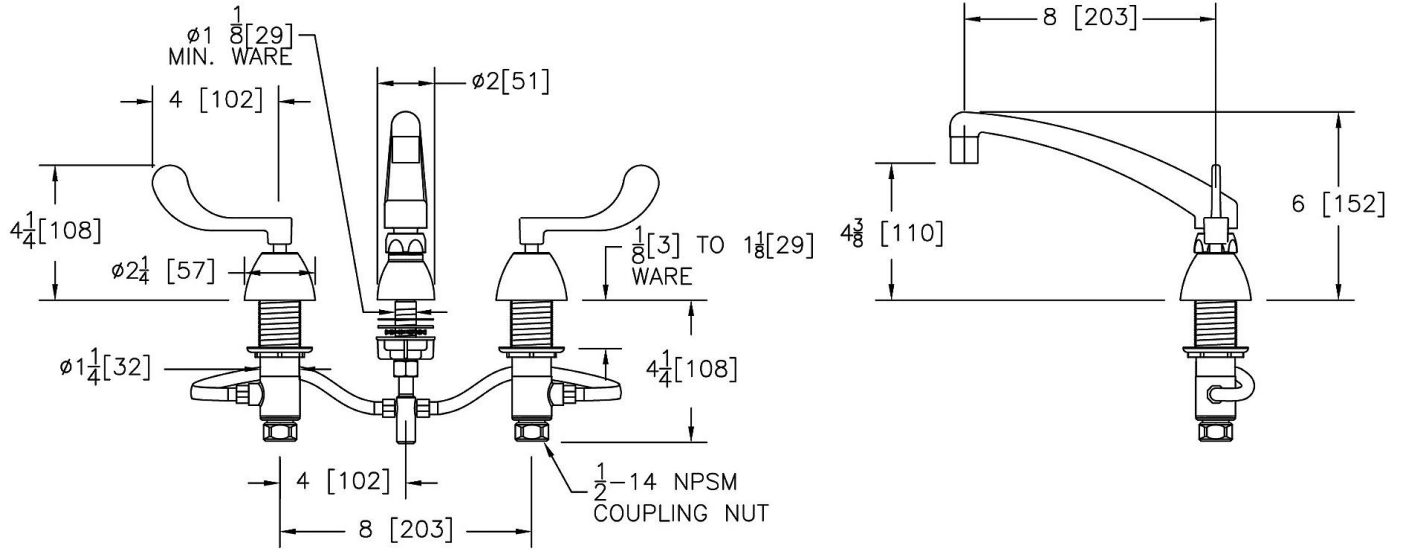 ø1 1/8[29]
MIN. WARE
4 [102]
ø2[51]
4 1/4[108]
ø2 1/4 [57]
1/8[3] TO 1 1/8[29]
WARE
ø1 1/4[32]
4 1/4[108]
4 [102]
8 [203]
1/2-14 NPSM
COUPLING NUT
8 [203]
4 3/8 [110]
6 [152]